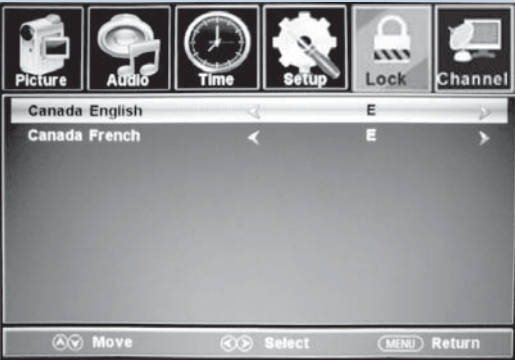 Picture Audio Time Setup Lock Channel
Canada English E
Canada French E
Move Select MENU Return